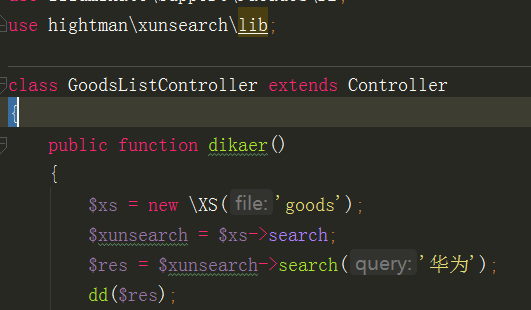 use hightman\xunsearch\lib;
class GoodsListController extends Controller
{
public function dikaer()
{
$xs = new \XS( file: 'goods');
$xunsearch = $xs->search;
$res = $xunsearch->search( query: '华为');
dd($res);